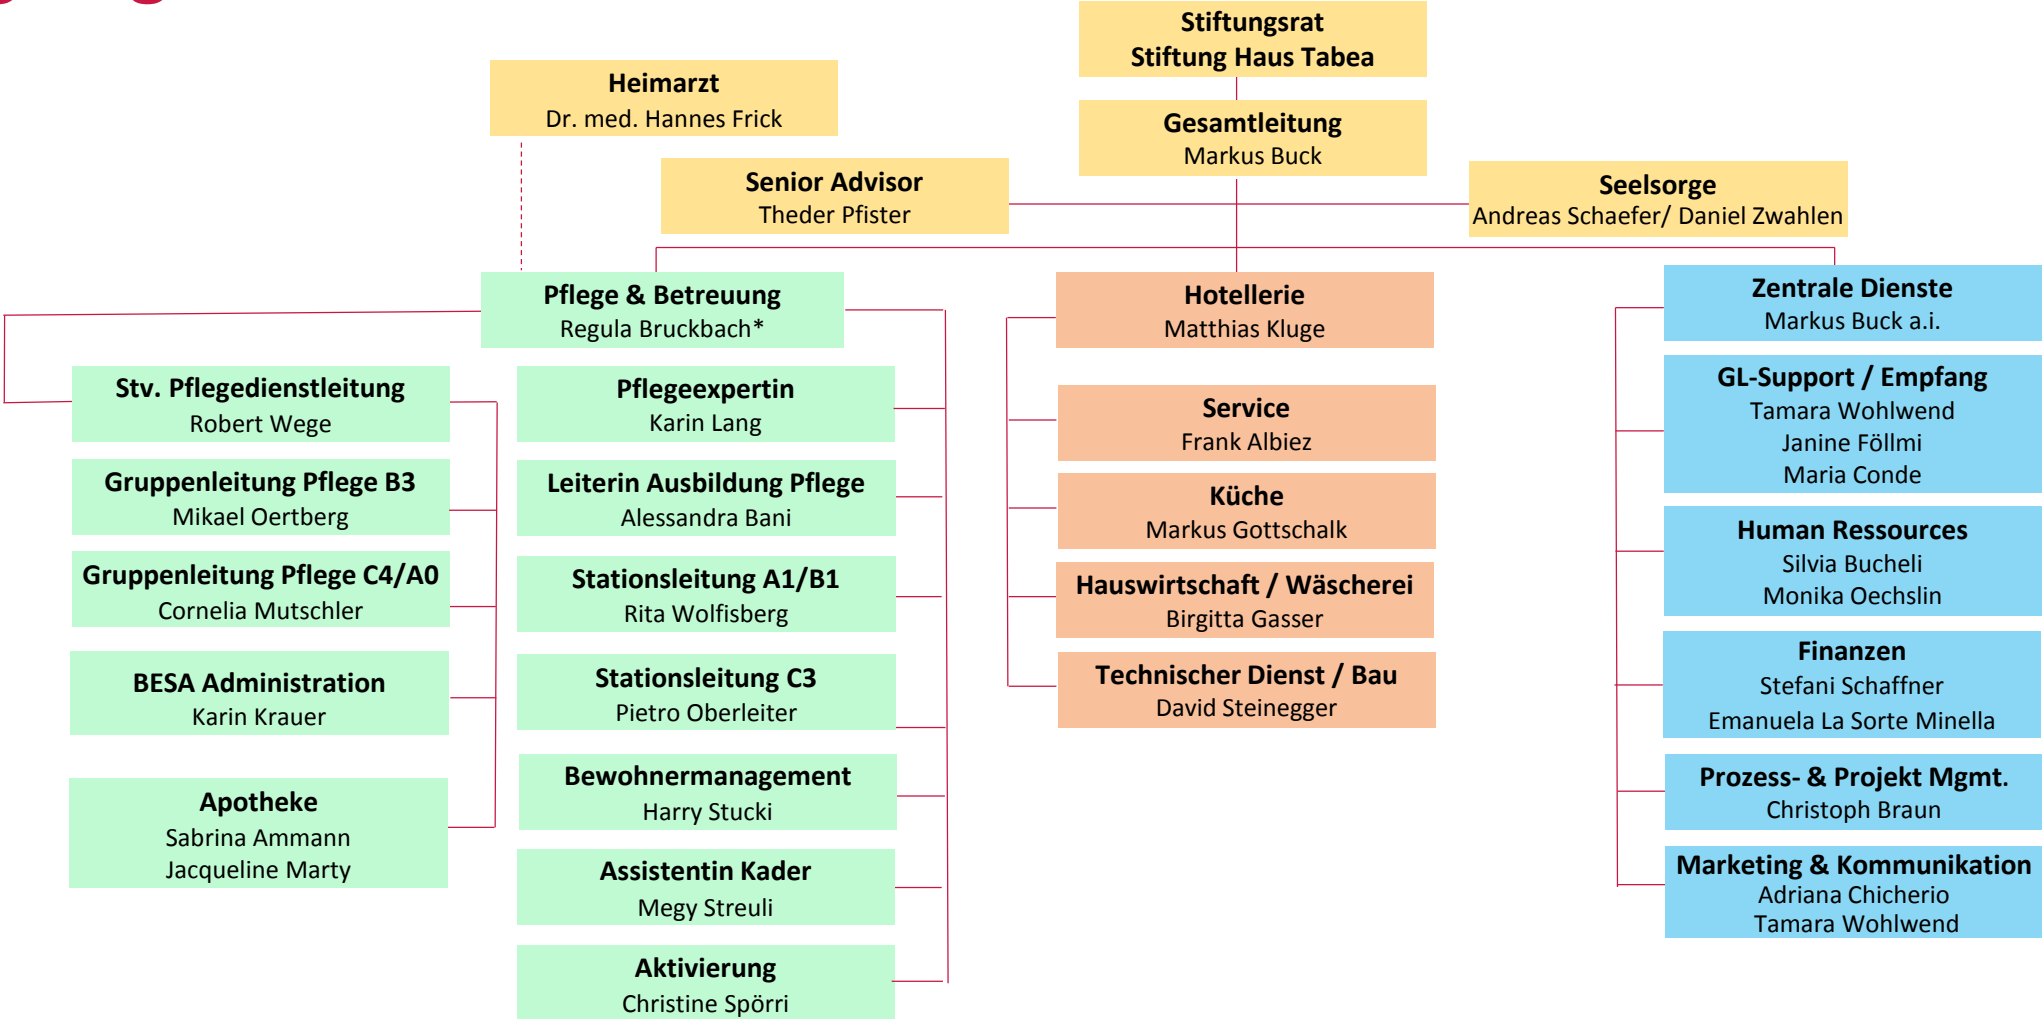 Stiftungsrat
Stiftung Haus Tabea
Heimarzt
Dr. med. Hannes Frick
Gesamtleitung
Markus Buck
Senior Advisor
Theder Pfister
Seelsorge
Andreas Schaefer/ Daniel Zwahlen
Pflege & Betreuung
Regula Bruckbach*
Stv. Pflegedienstleitung
Robert Wege
Gruppenleitung Pflege B3
Mikael Oertberg
Gruppenleitung Pflege C4/A0
Cornelia Mutschler
BESA Administration
Karin Krauer
Apotheke
Sabrina Ammann
Jacqueline Marty
Pflegeexpertin
Karin Lang
Leiterin Ausbildung Pflege
Alessandra Bani
Stationsleitung A1/B1
Rita Wolfisberg
Stationsleitung C3
Pietro Oberleiter
Bewohnermanagement
Harry Stucki
Assistentin Kader
Megy Streuli
Aktivierung
Christine Spörri
Hotellerie
Matthias Kluge
Service
Frank Albiez
Küche
Markus Gottschalk
Hauswirtschaft / Wäscherei
Birgitta Gasser
Technischer Dienst / Bau
David Steinegger
Zentrale Dienste
Markus Buck a.i.
GL-Support / Empfang
Tamara Wohlwend
Janine Föllmi
Maria Conde
Human Ressources
Silvia Bucheli
Monika Oechslin
Finanzen
Stefani Schaffner
Emanuela La Sorte Minella
Prozess- & Projekt Mgmt.
Christoph Braun
Marketing & Kommunikation
Adriana Chicherio
Tamara Wohlwend